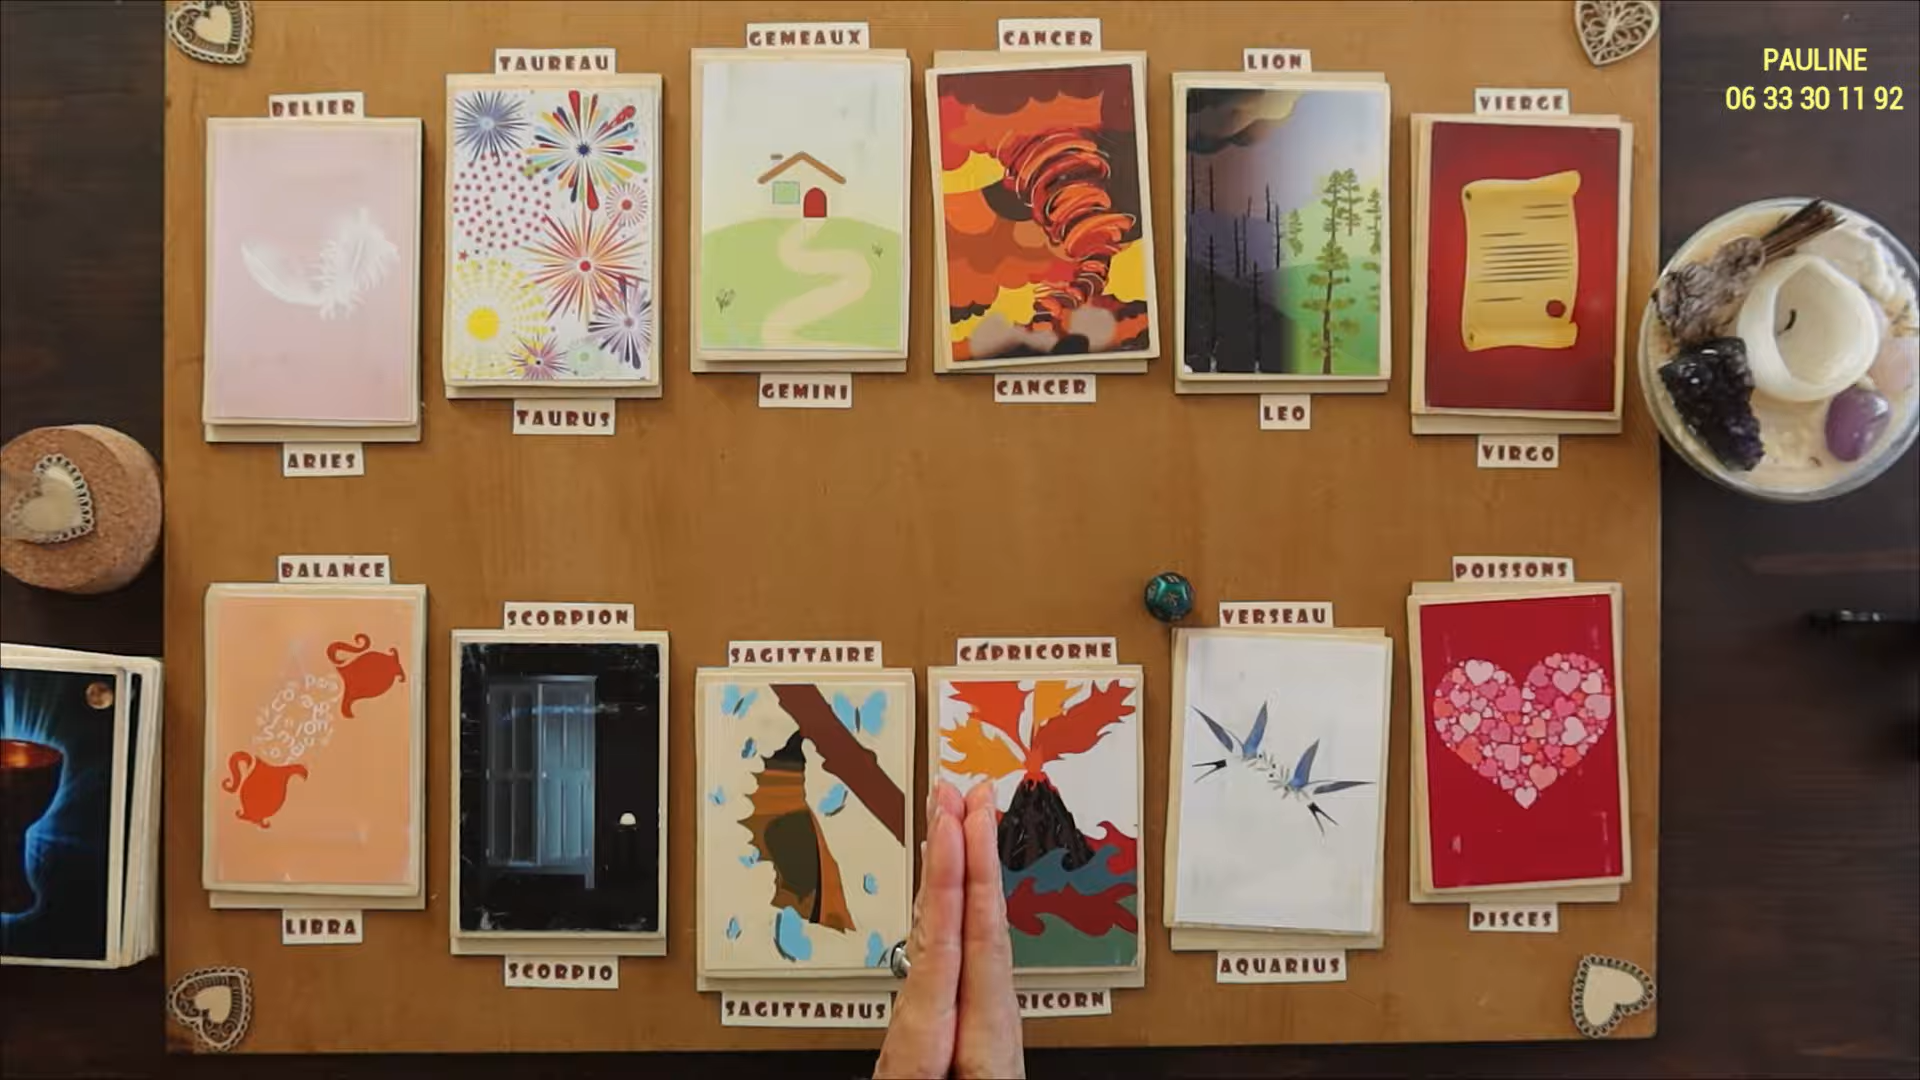 PAULINE
06 33 30 11 92
BELIER
TAUREAU
GEMEAUX
CANCER
LION
VIERGE
ARIES
TAURUS
GEMINI
CANCER
LEO
VIRGO
BALANCE
SCORPION
SAGITTAIRE
CAPRICORNE
VERSEAU
POISSONS
LIBRA
SCORPIO
SAGITTARIUS
RICORN
AQUARIUS
PISCES